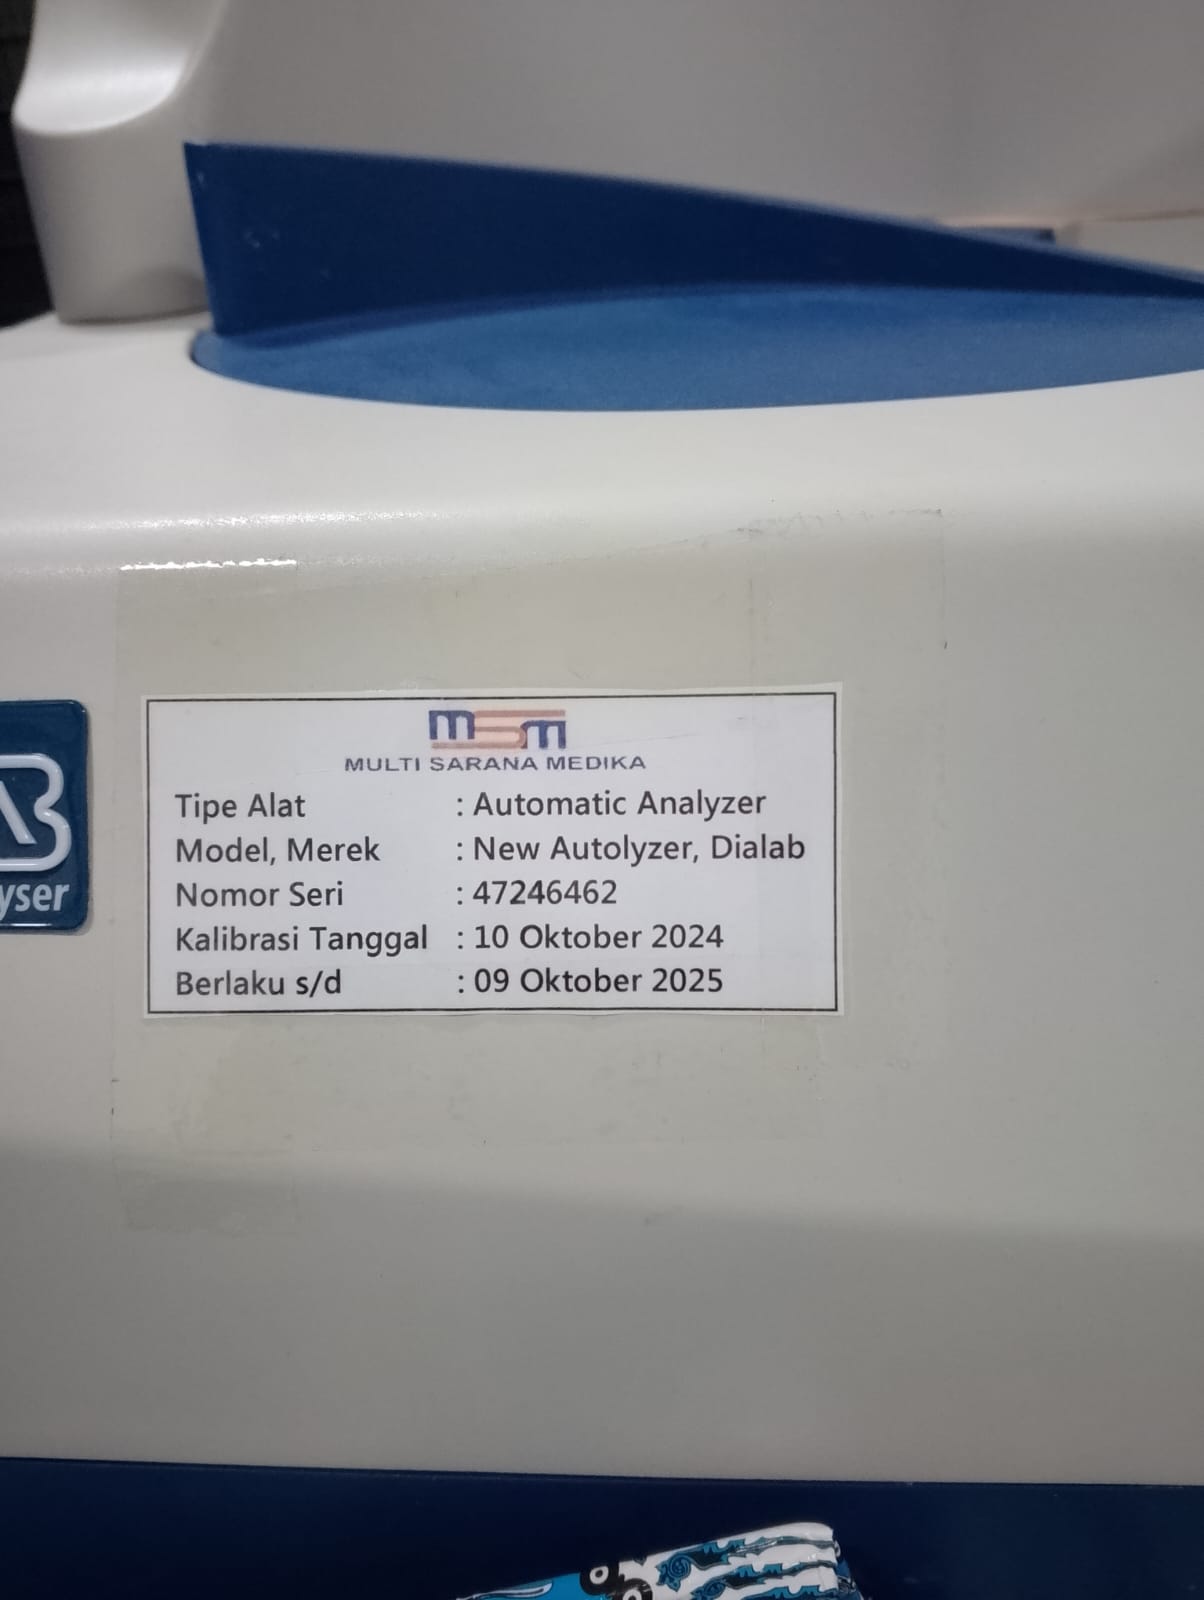 B
yser
msm
MULTI SARANA MEDIKA
Tipe Alat : Automatic Analyzer
Model, Merek : New Autolyzer, Dialab
Nomor Seri : 47246462
Kalibrasi Tanggal : 10 Oktober 2024
Berlaku s/d : 09 Oktober 2025